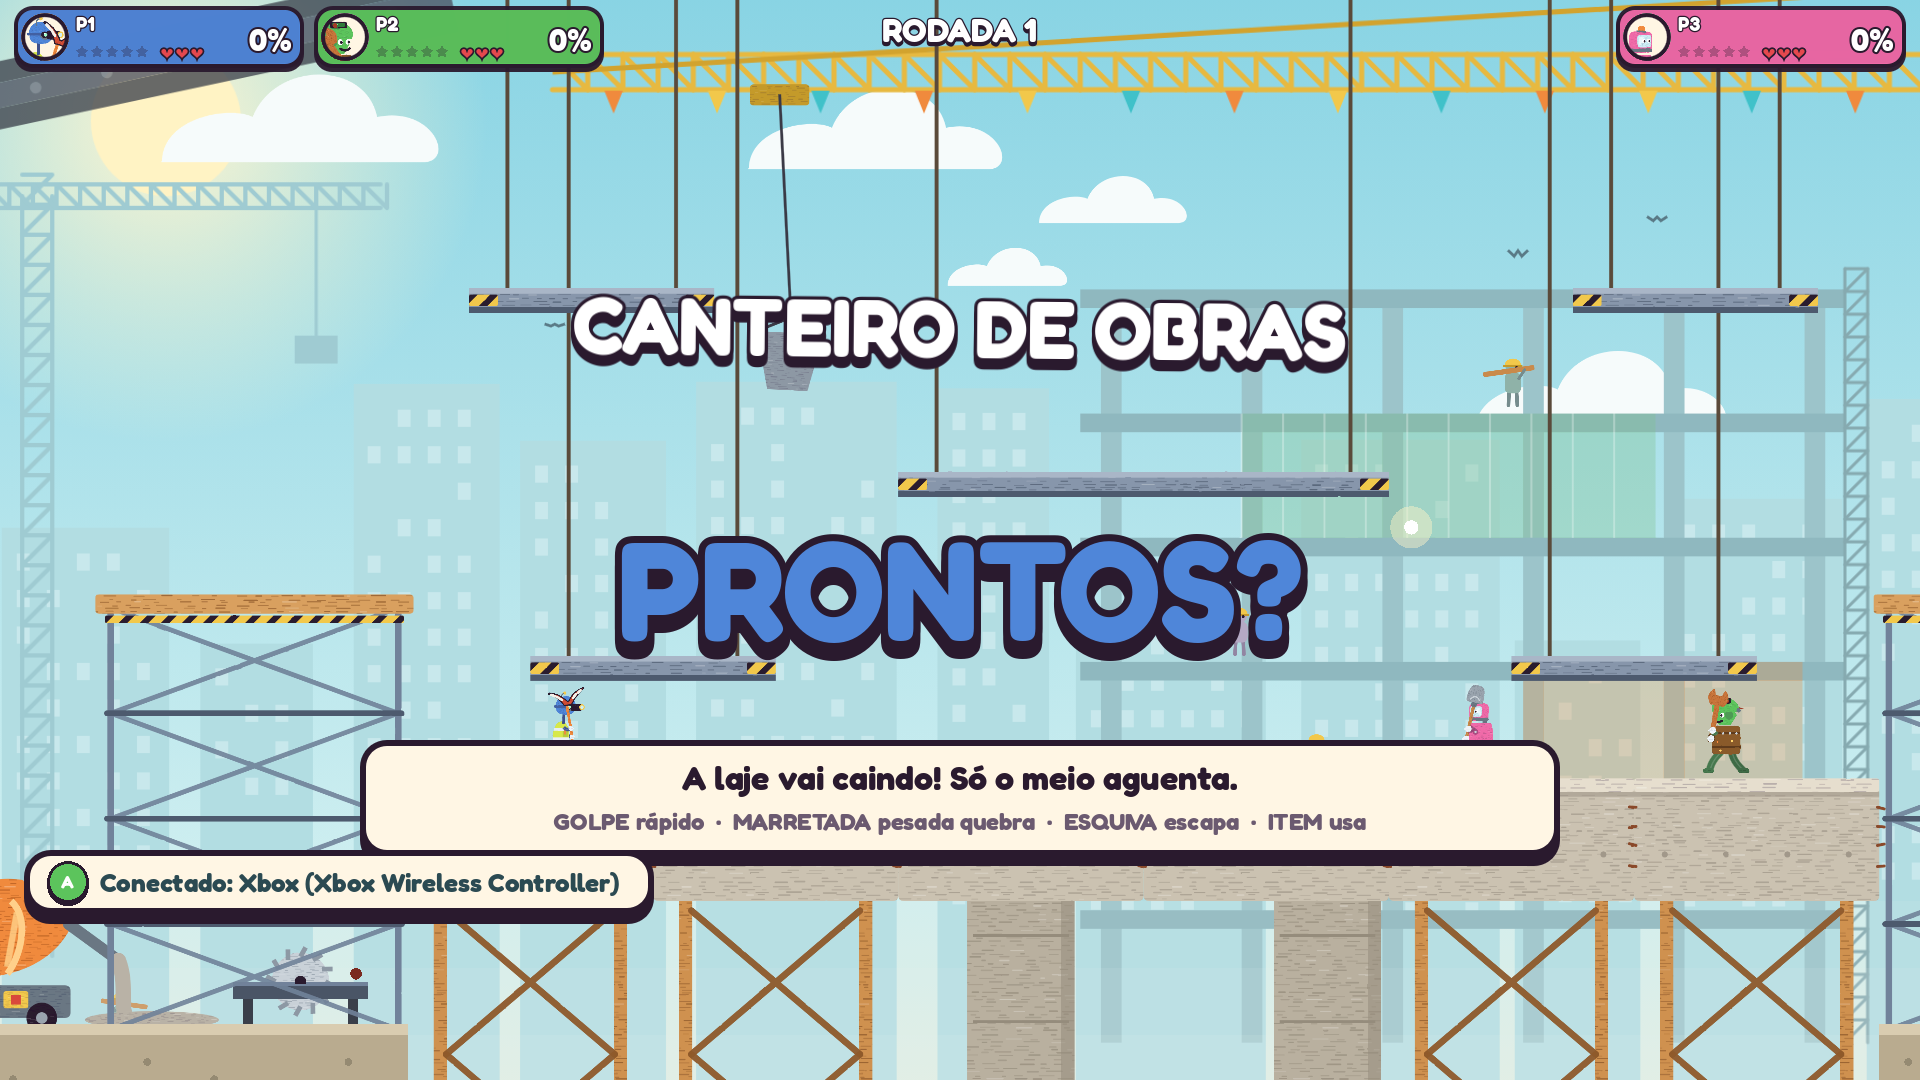 P1
0%
P2
0%
RODADA 1
P3
0%
CANTEIRO DE OBRAS
PRONTOS?
A laje vai caindo! Só o meio aguenta.
GOLPE rápido · MARRETADA pesada quebra · ESQUIVA escapa · ITEM usa
A Conectado: Xbox (Xbox Wireless Controller)